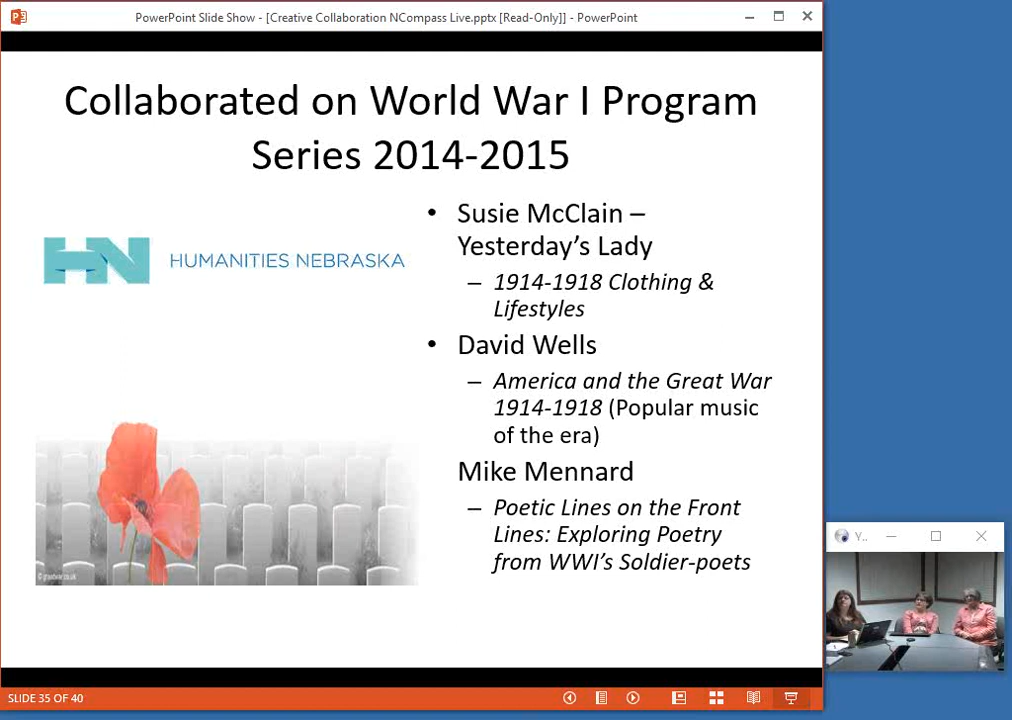 PowerPoint Slide Show - [Creative Collaboration NCompass Live.pptx [Read-Only]] - PowerPoint
Collaborated on World War I Program
Series 2014-2015
HN HUMANITIES NEBRASKA
• Susie McClain –
Yesterday's Lady
– 1914-1918 Clothing &
Lifestyles
• David Wells
– America and the Great War
1914-1918 (Popular music
of the era)
Mike Mennard
– Poetic Lines on the Front
Lines: Exploring Poetry
from WWI's Soldier-poets
© greatwar.co.uk
Y..
SLIDE 35 OF 40